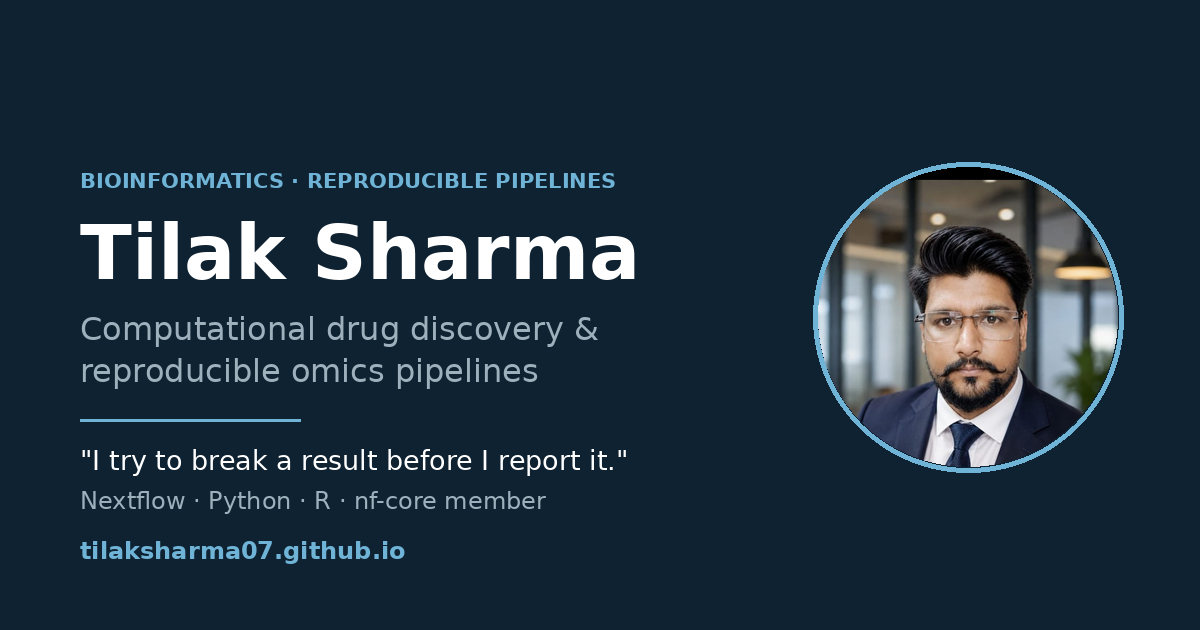 BIOINFORMATICS · REPRODUCIBLE PIPELINES
Tilak Sharma
Computational drug discovery &
reproducible omics pipelines
"I try to break a result before I report it."
Nextflow · Python · R · nf-core member
tilaksharma07.github.io